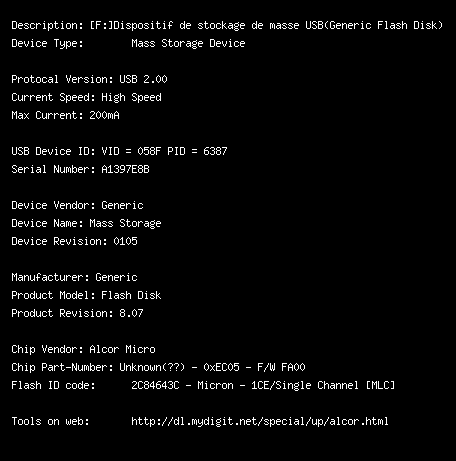 Description: [F:]Dispositif de stockage de masse USB(Generic Flash Disk)
Device Type: Mass Storage Device
Protocal Version: USB 2.00
Current Speed: High Speed
Max Current: 200mA
USB Device ID: VID = 058F PID = 6387
Serial Number: A1397E8B
Device Vendor: Generic
Device Name: Mass Storage
Device Revision: 0105
Manufacturer: Generic
Product Model: Flash Disk
Product Revision: 8.07
Chip Vendor: Alcor Micro
Chip Part-Number: Unknown(??) - 0xEC05 - F/W FA00
Flash ID code: 2C84643C - Micron - 1CE/Single Channel [MLC]
Tools on web: http://dl.mydigit.net/special/up/alcor.html